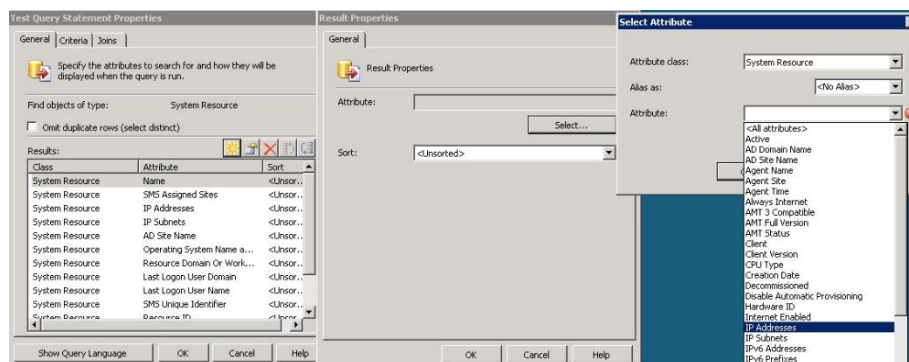 Test Query Statement Properties
General Criteria Joins
Specify the attributes to search for and how they will be displayed when the query is run.
Find objects of type: System Resource
Omit duplicate rows (select distinct)
Results:
Class Attribute Sort
System Resource Name <Unsor...
System Resource SMS Assigned Sites <Unsor...
System Resource IP Addresses <Unsor...
System Resource IP Subnets <Unsor...
System Resource AD Site Name <Unsor...
System Resource Operating System Name a... <Unsor...
System Resource Resource Domain Or Work... <Unsor...
System Resource Last Logon User Domain <Unsor...
System Resource Last Logon User Name <Unsor...
System Resource SMS Unique Identifier <Unsor...
System Resource Resource ID <Unsor...
Show Query Language OK Cancel Help
Result Properties
General
Result Properties
Attribute:
Select...
Sort: <Unsorted>
OK Cancel Help
Select Attribute
Attribute class: System Resource
Alias as: <No Alias>
Attribute:
<All attributes>
Active
AD Domain Name
AD Site Name
Agent Name
Agent Site
Agent Time
Always Internet
AMT 3 Compatible
AMT Full Version
AMT Status
Client
Client Version
CPU Type
Creation Date
Decommissioned
Disable Automatic Provisioning
Hardware ID
Internet Enabled
IP Addresses
IP Subnets
IPv6 Addresses
IPv6 Prefixes